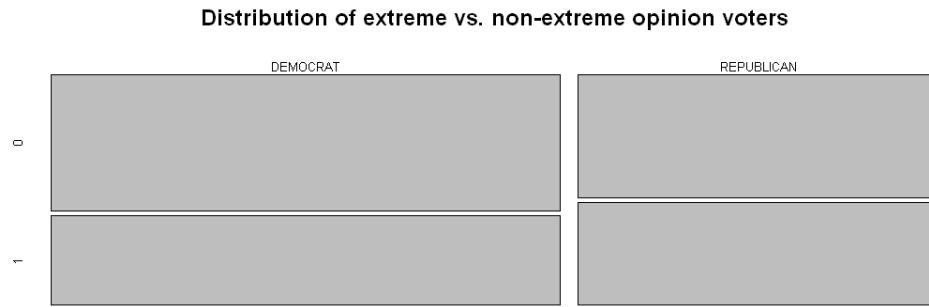 Distribution of extreme vs. non-extreme opinion voters
DEMOCRAT
REPUBLICAN
0
1